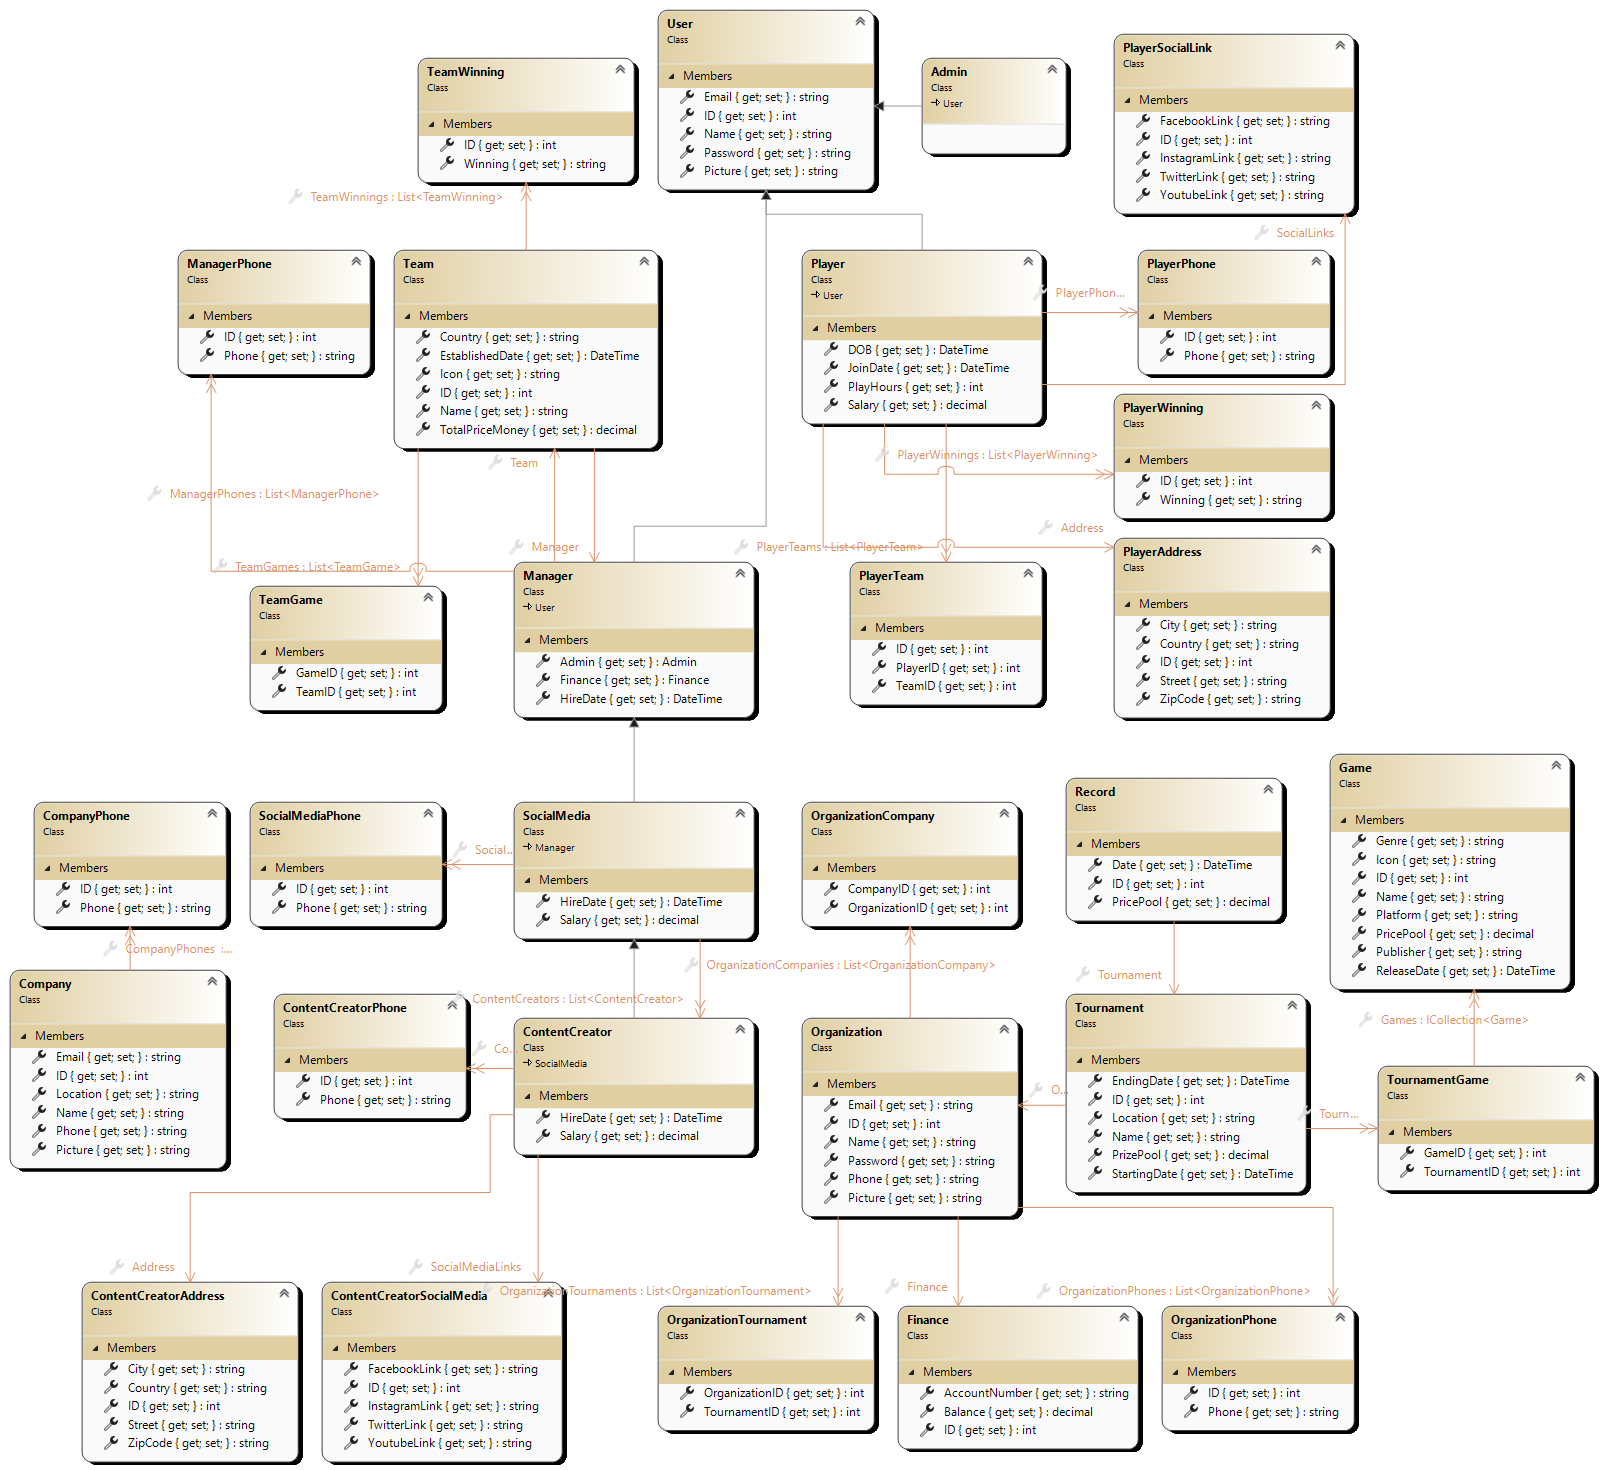 User
Class
Members
Email { get; set; } : string
ID { get; set; } : int
Name { get; set; } : string
Password { get; set; } : string
Picture { get; set; } : string
Admin
Class
User
PlayerSocialLink
Class
Members
FacebookLink { get; set; } : string
ID { get; set; } : int
InstagramLink { get; set; } : string
TwitterLink { get; set; } : string
YoutubeLink { get; set; } : string
TeamWinning
Class
Members
ID { get; set; } : int
Winning { get; set; } : string
TeamWinnings : List<TeamWinning>
SocialLinks
ManagerPhone
Class
Members
ID { get; set; } : int
Phone { get; set; } : string
Team
Class
Members
Country { get; set; } : string
EstablishedDate { get; set; } : DateTime
Icon { get; set; } : string
ID { get; set; } : int
Name { get; set; } : string
TotalPriceMoney { get; set; } : decimal
Player
Class
User
Members
DOB { get; set; } : DateTime
JoinDate { get; set; } : DateTime
PlayHours { get; set; } : int
Salary { get; set; } : decimal
PlayerPhon...
PlayerPhone
Class
Members
ID { get; set; } : int
Phone { get; set; } : string
PlayerWinning
Class
Members
ID { get; set; } : int
Winning { get; set; } : string
PlayerWinnings : List<PlayerWinning>
Team
ManagerPhones : List<ManagerPhone>
Address
Manager
PlayerTeams : List<PlayerTeam>
TeamGames : List<TeamGame>
PlayerAddress
Class
Members
City { get; set; } : string
Country { get; set; } : string
ID { get; set; } : int
Street { get; set; } : string
ZipCode { get; set; } : string
TeamGame
Class
Members
GameID { get; set; } : int
TeamID { get; set; } : int
Manager
Class
User
Members
Admin { get; set; } : Admin
Finance { get; set; } : Finance
HireDate { get; set; } : DateTime
PlayerTeam
Class
Members
ID { get; set; } : int
PlayerID { get; set; } : int
TeamID { get; set; } : int
CompanyPhone
Class
Members
ID { get; set; } : int
Phone { get; set; } : string
SocialMediaPhone
Class
Members
ID { get; set; } : int
Phone { get; set; } : string
Social...
SocialMedia
Class
Manager
Members
HireDate { get; set; } : DateTime
Salary { get; set; } : decimal
OrganizationCompany
Class
Members
CompanyID { get; set; } : int
OrganizationID { get; set; } : int
Record
Class
Members
Date { get; set; } : DateTime
ID { get; set; } : int
PricePool { get; set; } : decimal
Game
Class
Members
Genre { get; set; } : string
Icon { get; set; } : string
ID { get; set; } : int
Name { get; set; } : string
Platform { get; set; } : string
PricePool { get; set; } : decimal
Publisher { get; set; } : string
ReleaseDate { get; set; } : DateTime
CompanyPhones :...
OrganizationCompanies : List<OrganizationCompany>
Tournament
ContentCreators : List<ContentCreator>
Games : ICollection<Game>
Company
Class
Members
Email { get; set; } : string
ID { get; set; } : int
Location { get; set; } : string
Name { get; set; } : string
Phone { get; set; } : string
Picture { get; set; } : string
ContentCreatorPhone
Class
Members
ID { get; set; } : int
Phone { get; set; } : string
Co...
ContentCreator
Class
SocialMedia
Members
HireDate { get; set; } : DateTime
Salary { get; set; } : decimal
Organization
Class
Members
Email { get; set; } : string
ID { get; set; } : int
Name { get; set; } : string
Password { get; set; } : string
Phone { get; set; } : string
Picture { get; set; } : string
O...
Tournament
Class
Members
EndingDate { get; set; } : DateTime
ID { get; set; } : int
Location { get; set; } : string
Name { get; set; } : string
PrizePool { get; set; } : decimal
StartingDate { get; set; } : DateTime
Tourn...
TournamentGame
Class
Members
GameID { get; set; } : int
TournamentID { get; set; } : int
Address
SocialMediaLinks
OrganizationTournaments : List<OrganizationTournament>
Finance
OrganizationPhones : List<OrganizationPhone>
ContentCreatorAddress
Class
Members
City { get; set; } : string
Country { get; set; } : string
ID { get; set; } : int
Street { get; set; } : string
ZipCode { get; set; } : string
ContentCreatorSocialMedia
Class
Members
FacebookLink { get; set; } : string
ID { get; set; } : int
InstagramLink { get; set; } : string
TwitterLink { get; set; } : string
YoutubeLink { get; set; } : string
OrganizationTournament
Class
Members
OrganizationID { get; set; } : int
TournamentID { get; set; } : int
Finance
Class
Members
AccountNumber { get; set; } : string
Balance { get; set; } : decimal
ID { get; set; } : int
OrganizationPhone
Class
Members
ID { get; set; } : int
Phone { get; set; } : string